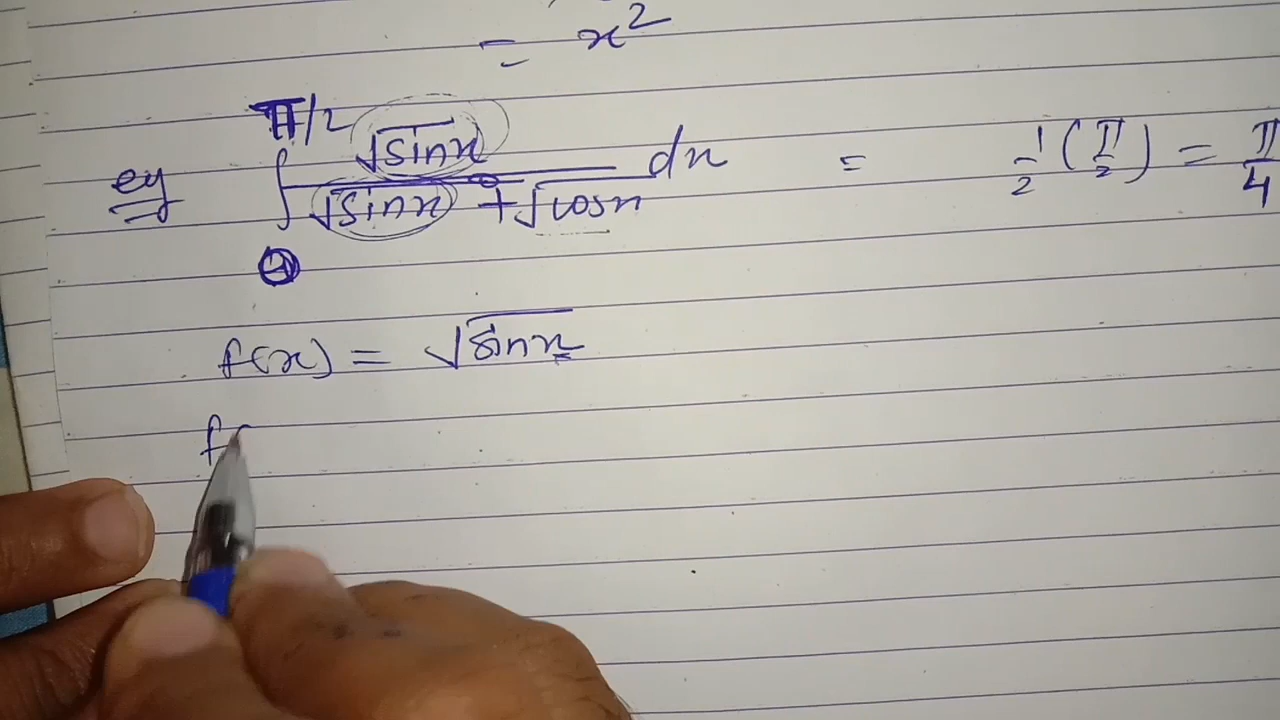 = x²
eg ∫₀^π/2 √sinx / √sinx + √cosx dx = 1/2 (π/2) = π/4
f(x) = √sinx
f(